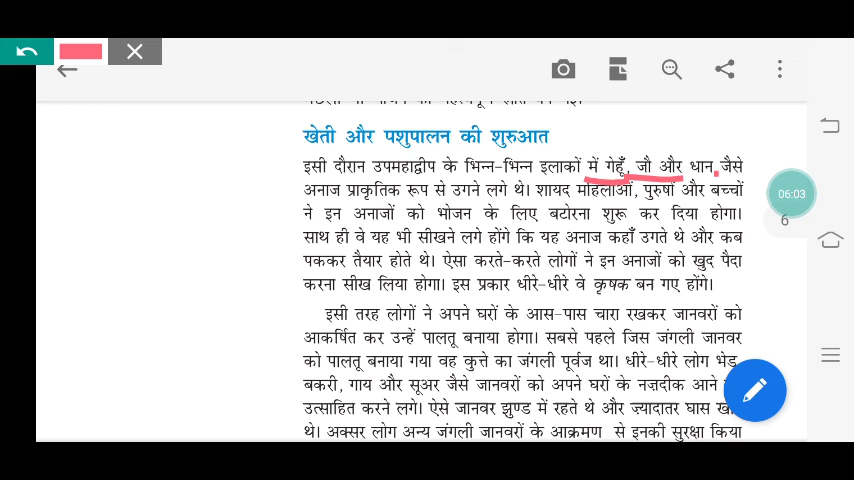 खेती और पशुपालन की शुरुआत
इसी दौरान उपमहाद्वीप के भिन्न-भिन्न इलाकों में गेहूँ, जौ और धान जैसे
अनाज प्राकृतिक रूप से उगने लगे थे। शायद महिलाओं, पुरुषों और बच्चों
ने इन अनाजों को भोजन के लिए बटोरना शुरू कर दिया होगा।
साथ ही वे यह भी सीखने लगे होंगे कि यह अनाज कहाँ उगते थे और कब
पककर तैयार होते थे। ऐसा करते-करते लोगों ने इन अनाजों को खुद पैदा
करना सीख लिया होगा। इस प्रकार धीरे-धीरे वे कृषक बन गए होंगे।
इसी तरह लोगों ने अपने घरों के आस-पास चारा रखकर जानवरों को
आकर्षित कर उन्हें पालतू बनाया होगा। सबसे पहले जिस जंगली जानवर
को पालतू बनाया गया वह कुत्ते का जंगली पूर्वज था। धीरे-धीरे लोग भेड़,
बकरी, गाय और सूअर जैसे जानवरों को अपने घरों के नज़दीक आने
उत्साहित करने लगे। ऐसे जानवर झुण्ड में रहते थे और ज्यादातर घास
थे। अक्सर लोग अन्य जंगली जानवरों के आक्रमण से इनकी सुरक्षा किया
06:03
6